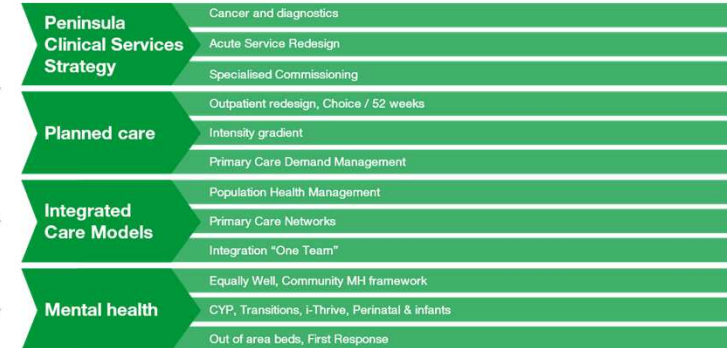 Peninsula
Clinical Services
Strategy
Cancer and diagnostics
Acute Service Redesign
Specialised Commissioning
Planned care
Outpatient redesign, Choice / 52 weeks
Intensity gradient
Primary Care Demand Management
Integrated
Care Models
Population Health Management
Primary Care Networks
Integration “One Team”
Mental health
Equally Well, Community MH framework
CYP, Transitions, i-Thrive, Perinatal & infants
Out of area beds, First Response